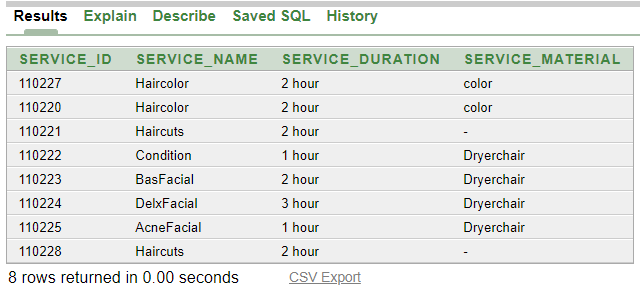 Results Explain Describe Saved SQL History
SERVICE_ID SERVICE_NAME SERVICE_DURATION SERVICE_MATERIAL
110227 Haircolor 2 hour color
110220 Haircolor 2 hour color
110221 Haircuts 2 hour -
110222 Condition 1 hour Dryerchair
110223 BasFacial 2 hour Dryerchair
110224 DelxFacial 3 hour Dryerchair
110225 AcneFacial 1 hour Dryerchair
110228 Haircuts 2 hour -
8 rows returned in 0.00 seconds CSV Export